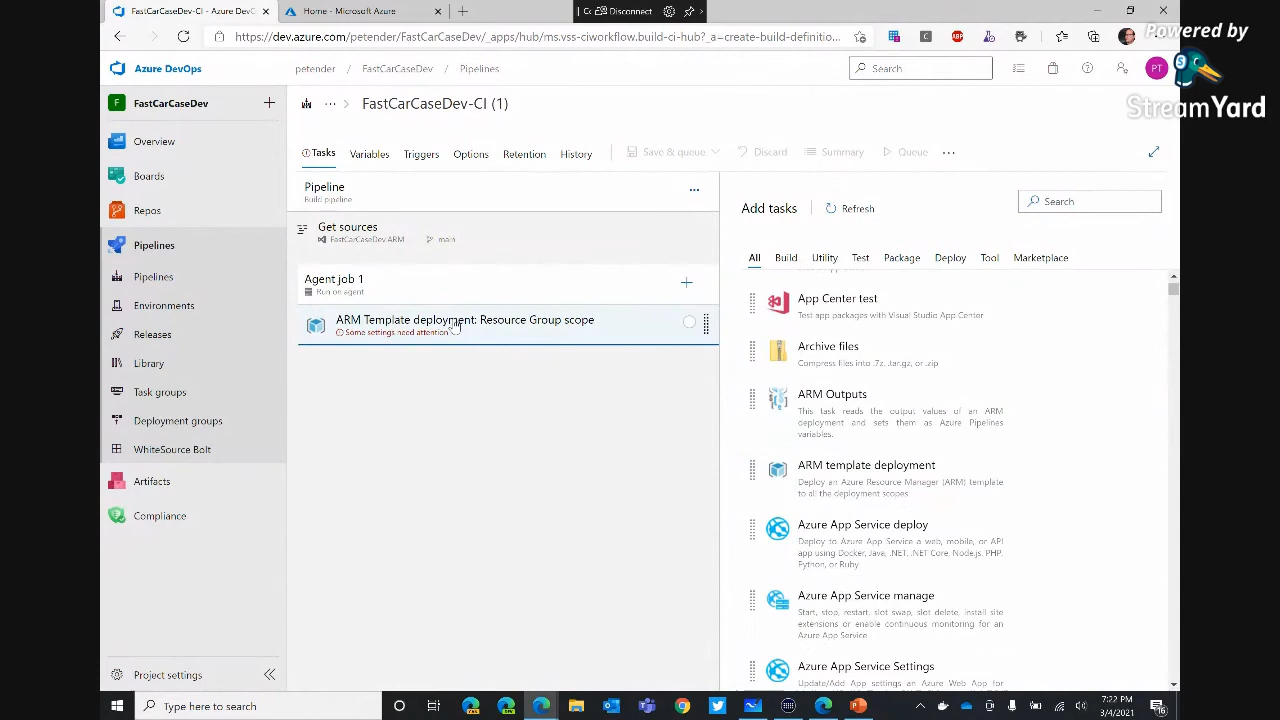 FastCarCaseDev-CI - Azure DevO
Home - Microsoft Azure
Disconnect
Powered by
StreamYard
https://dev.azure.com/petender/FastCarCaseDev/_apps/hub/ms.vss-ciworkflow.build-ci-hub?_a=create-build-definitio...
ABP
Azure DevOps
petender / FastCarCaseDev /
Search
PT
F FastCarCaseDev
... > FastCarCaseDev-CI (1)
Overview
Boards
Repos
Pipelines
Pipelines
Environments
Releases
Library
Task groups
Deployment groups
WhiteSource Bolt
Artifacts
Compliance
Project settings
Tasks Variables Triggers Options Retention History
Save & queue Discard Summary Queue ...
Pipeline
Build pipeline
Get sources
FastCarCaseDev.ARM main
Agent job 1
Run on agent
ARM Template deployment: Resource Group scope
Some settings need attention
Add tasks
Refresh
Search
All Build Utility Test Package Deploy Tool Marketplace
App Center test
Test app packages with Visual Studio App Center
Archive files
Compress files into .7z, .tar.gz, or .zip
ARM Outputs
This task reads the output values of an ARM
deployment and sets them as Azure Pipelines
variables.
ARM template deployment
Deploy an Azure Resource Manager (ARM) template
to all the deployment scopes
Azure App Service deploy
Deploy to Azure App Service a web, mobile, or API
app using Docker, Java, .NET, .NET Core, Node.js, PHP,
Python, or Ruby
Azure App Service manage
Start, stop, restart, slot swap, slot delete, install site
extensions or enable continuous monitoring for an
Azure App Service
Azure App Service Settings
Update/Add App settings an Azure Web App for
Type here to search
7:22 PM
3/4/2021